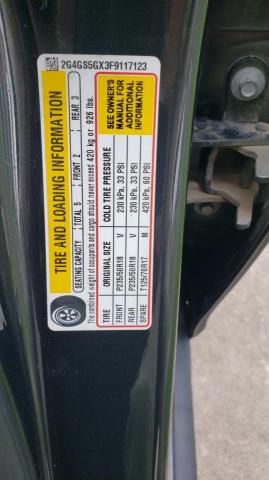 2G4GS5GX3F9117123
TIRE AND LOADING INFORMATION
SEATING CAPACITY TOTAL 5 FRONT 2 REAR 3
The combined weight of occupants and cargo should never exceed 420 kg or 926 lbs.
TIRE ORIGINAL SIZE COLD TIRE PRESSURE
FRONT P235/50R18 V 230 kPa, 33 PSI
REAR P235/50R18 V 230 kPa, 33 PSI
SPARE T125/70R17 M 420 kPa, 60 PSI
SEE OWNER'S
MANUAL FOR
ADDITIONAL
INFORMATION